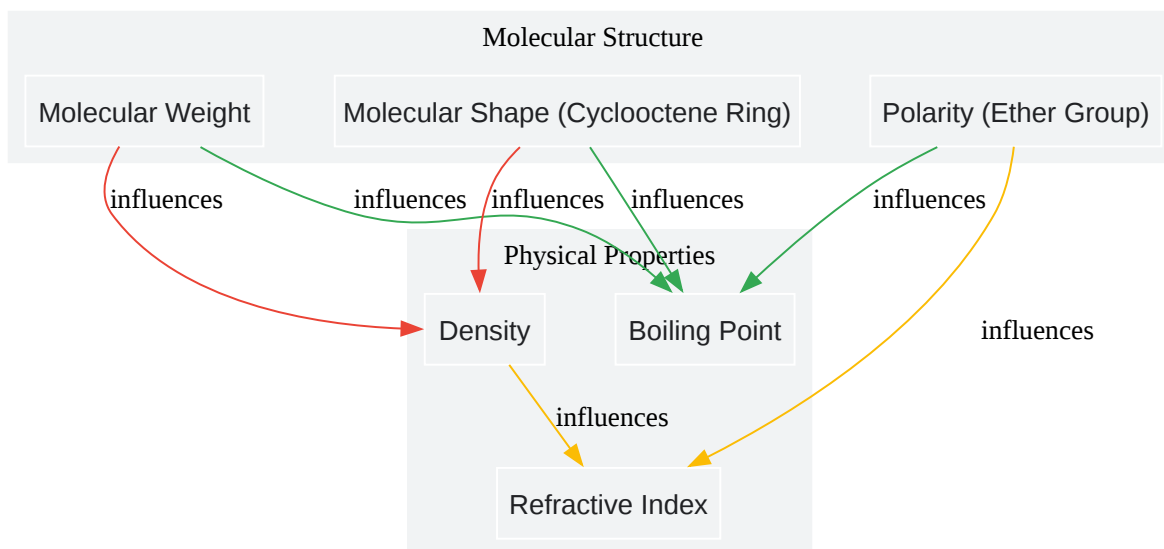 Molecular Structure
Molecular Weight
Molecular Shape (Cyclooctene Ring)
Polarity (Ether Group)
influences
influences
influences
influences
influences
Physical Properties
Density
Boiling Point
influences
influences
Refractive Index